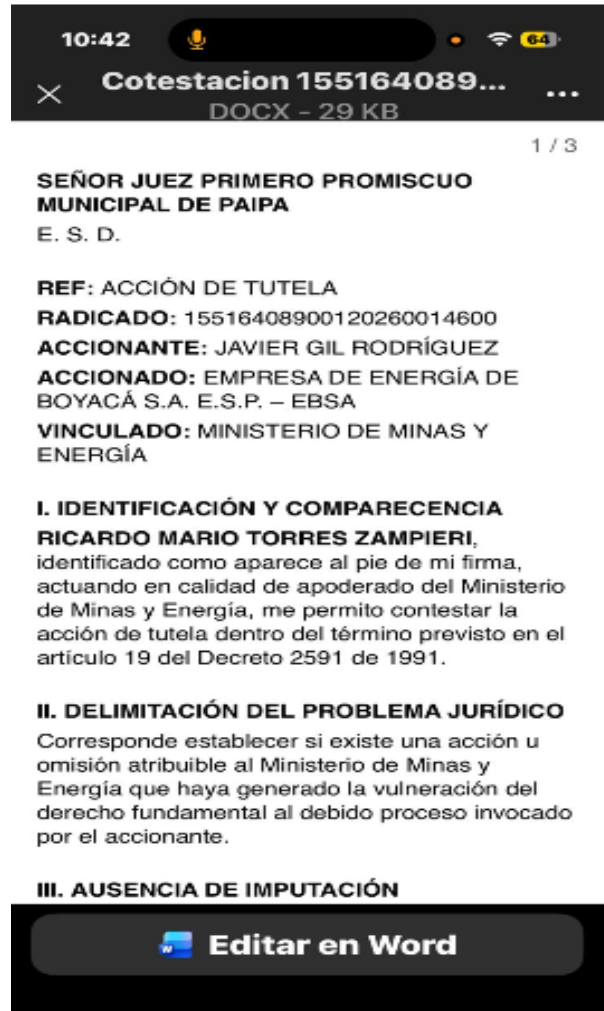 10:42
64
Cotestacion 155164089...
DOCX - 29 KB
1 / 3
SEÑOR JUEZ PRIMERO PROMISCUO
MUNICIPAL DE PAIPA
E. S. D.
REF: ACCIÓN DE TUTELA
RADICADO: 15516408900120260014600
ACCIONANTE: JAVIER GIL RODRÍGUEZ
ACCIONADO: EMPRESA DE ENERGÍA DE
BOYACÁ S.A. E.S.P. – EBSA
VINCULADO: MINISTERIO DE MINAS Y
ENERGÍA
I. IDENTIFICACIÓN Y COMPARECENCIA
RICARDO MARIO TORRES ZAMPIERI,
identificado como aparece al pie de mi firma,
actuando en calidad de apoderado del Ministerio
de Minas y Energía, me permito contestar la
acción de tutela dentro del término previsto en el
artículo 19 del Decreto 2591 de 1991.
II. DELIMITACIÓN DEL PROBLEMA JURÍDICO
Corresponde establecer si existe una acción u
omisión atribuible al Ministerio de Minas y
Energía que haya generado la vulneración del
derecho fundamental al debido proceso invocado
por el accionante.
III. AUSENCIA DE IMPUTACIÓN
Editar en Word